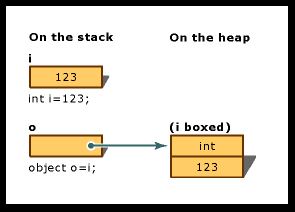 On the stack
On the heap
i
123
int i=123;
o
(i boxed)
int
object o=i;
123